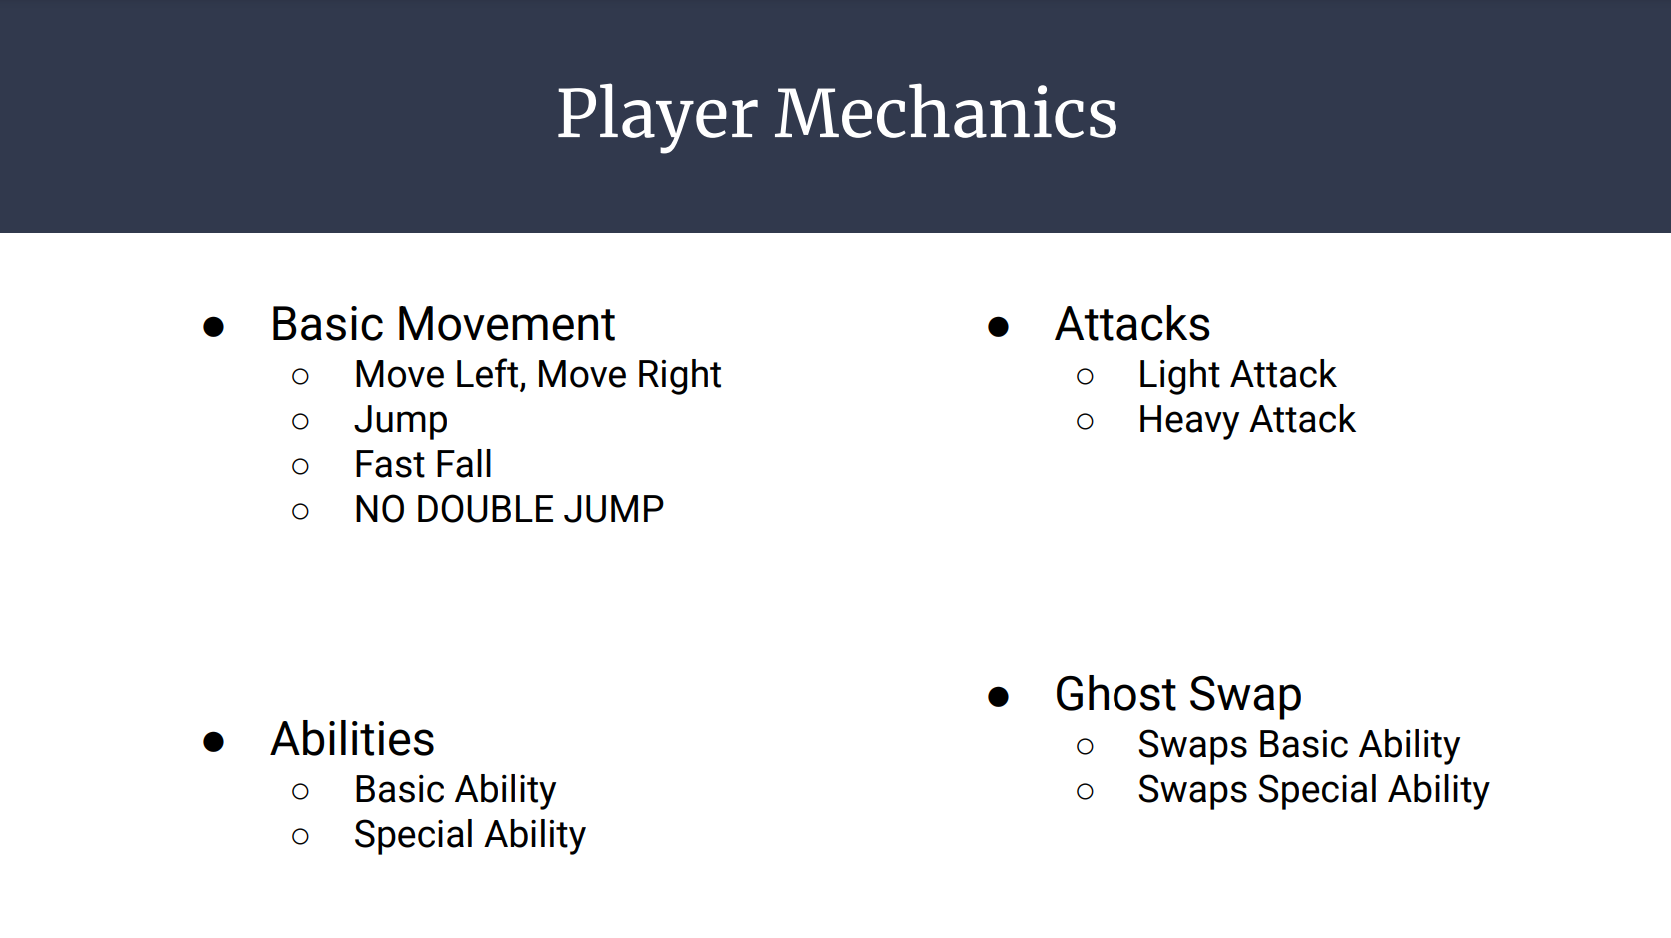 Player Mechanics
● Basic Movement
○ Move Left, Move Right
○ Jump
○ Fast Fall
○ NO DOUBLE JUMP
● Abilities
○ Basic Ability
○ Special Ability
● Attacks
○ Light Attack
○ Heavy Attack
● Ghost Swap
○ Swaps Basic Ability
○ Swaps Special Ability